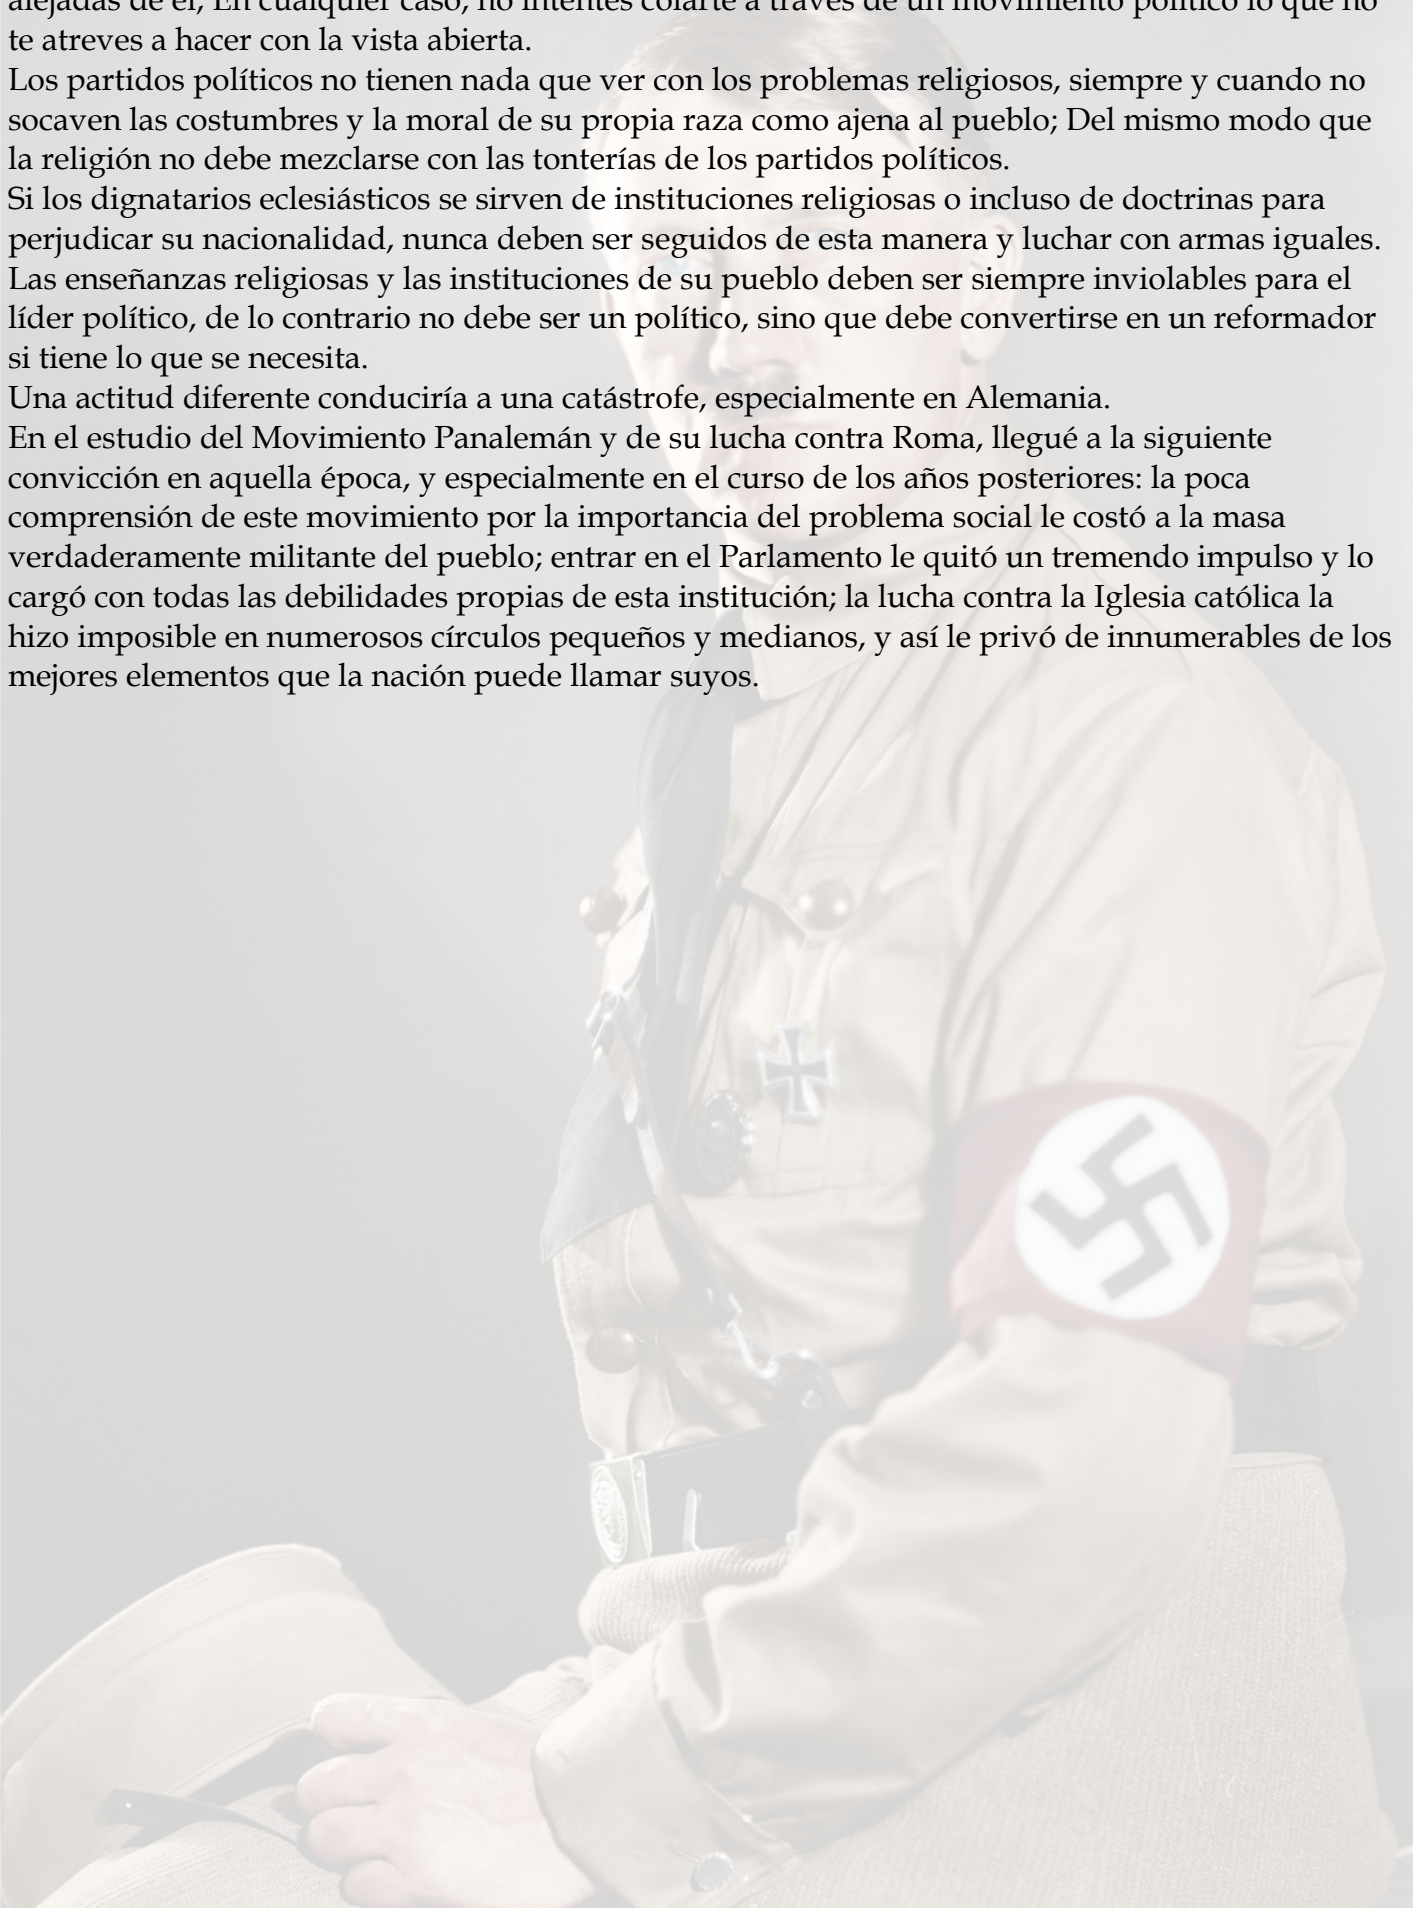 alejadas de él; En cualquier caso, no intentes colarte a través de un movimiento político lo que no
te atreves a hacer con la vista abierta.
Los partidos políticos no tienen nada que ver con los problemas religiosos, siempre y cuando no
socaven las costumbres y la moral de su propia raza como ajena al pueblo; Del mismo modo que
la religión no debe mezclarse con las tonterías de los partidos políticos.
Si los dignatarios eclesiásticos se sirven de instituciones religiosas o incluso de doctrinas para
perjudicar su nacionalidad, nunca deben ser seguidos de esta manera y luchar con armas iguales.
Las enseñanzas religiosas y las instituciones de su pueblo deben ser siempre inviolables para el
líder político, de lo contrario no debe ser un político, sino que debe convertirse en un reformador
si tiene lo que se necesita.
Una actitud diferente conduciría a una catástrofe, especialmente en Alemania.
En el estudio del Movimiento Panalemán y de su lucha contra Roma, llegué a la siguiente
convicción en aquella época, y especialmente en el curso de los años posteriores: la poca
comprensión de este movimiento por la importancia del problema social le costó a la masa
verdaderamente militante del pueblo; entrar en el Parlamento le quitó un tremendo impulso y lo
cargó con todas las debilidades propias de esta institución; la lucha contra la Iglesia católica la
hizo imposible en numerosos círculos pequeños y medianos, y así le privó de innumerables de los
mejores elementos que la nación puede llamar suyos.